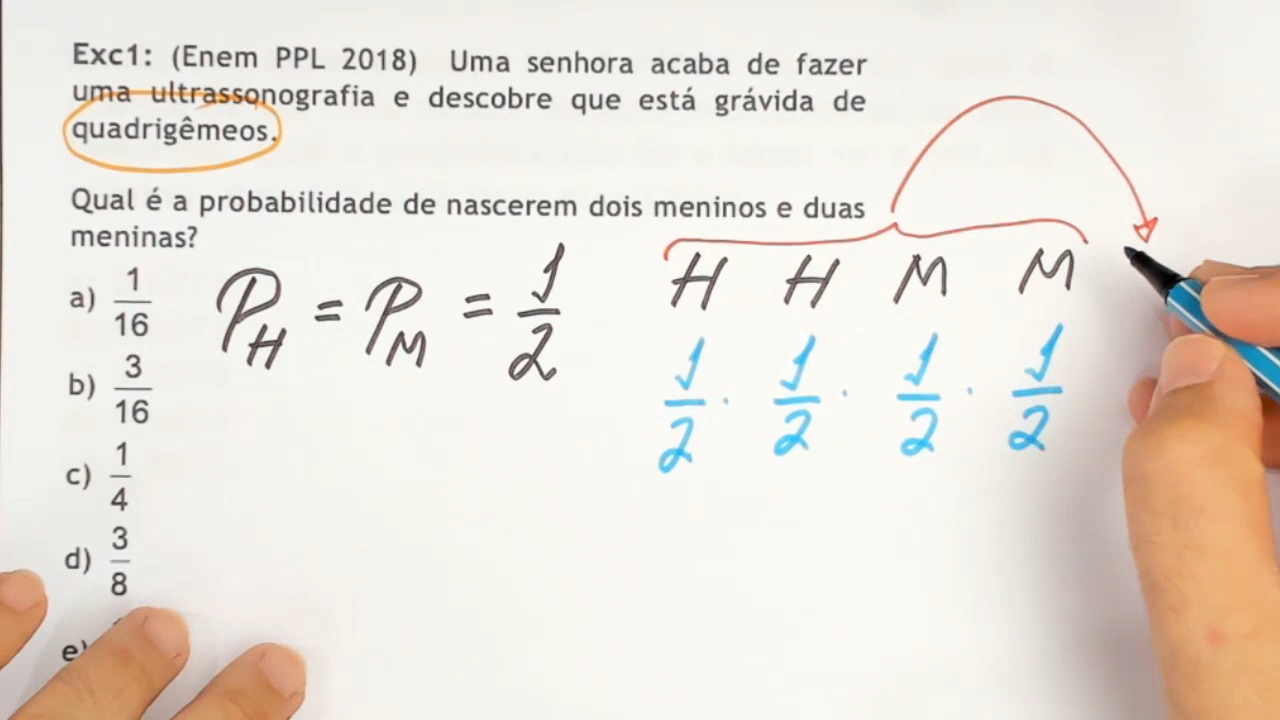 Exc1: (Enem PPL 2018) Uma senhora acaba de fazer
uma ultrassonografia e descobre que está grávida de
quadrigêmeos.
Qual é a probabilidade de nascerem dois meninos e duas
meninas?
a) 1/16
b) 3/16
c) 1/4
d) 3/8
e)
P_H = P_M = 1/2
H H M M
1/2 . 1/2 . 1/2 . 1/2